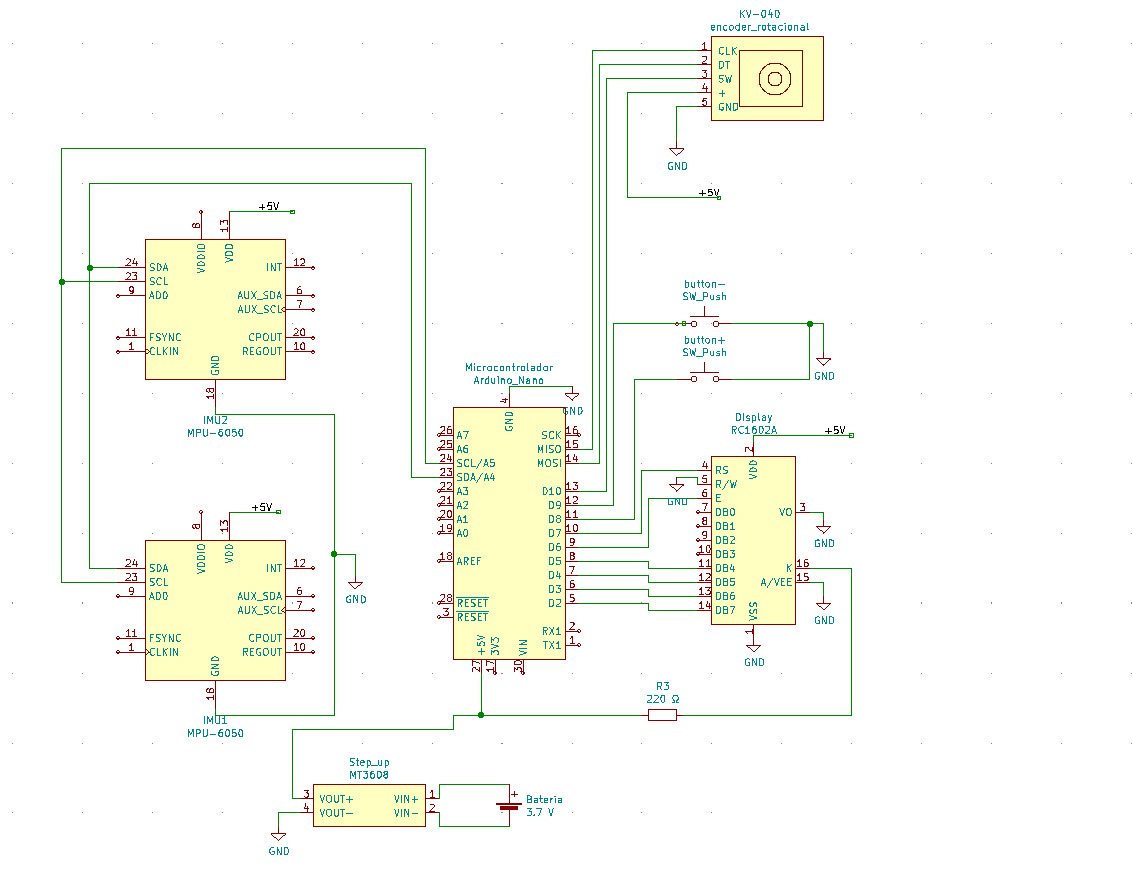 KV-040
encoder_rotacional
1 CLK
2 DT
3 SW
4 +
5 GND
GND
+5V
+5V
8 VDDIO
13 VDD
24 SDA
23 SCL
9 AD0
11 FSYNC
1 CLKIN
INT 12
AUX_SDA 6
AUX_SCL 7
CPOUT 20
REGOUT 10
GND 18
IMU2
MPU-6050
button-
SW_Push
button+
SW_Push
GND
Microcontrolador
Arduino_Nano
4 GND
GND
26 A7
25 A6
24 SCL/A5
23 SDA/A4
22 A3
21 A2
20 A1
19 A0
18 AREF
28 RESET
3 RESET
SCK 16
MISO 15
MOSI 14
D10 13
D9 12
D8 11
D7 10
D6 9
D5 8
D4 7
D3 6
D2 5
RX1 2
TX1 1
+5V 27
3V3 17
VIN 30
Display
RC1602A
+5V
2 VDD
4 RS
5 R/W
6 E
7 DB0
8 DB1
9 DB2
10 DB3
11 DB4
12 DB5
13 DB6
14 DB7
VO 3
K 16
A/VEE 15
VSS 1
GND
GND
GND
GND
+5V
8 VDDIO
13 VDD
24 SDA
23 SCL
9 AD0
11 FSYNC
1 CLKIN
INT 12
AUX_SDA 6
AUX_SCL 7
CPOUT 20
REGOUT 10
GND 18
IMU1
MPU-6050
GND
R3
220 Ω
Step_up
MT3608
3 VOUT+
4 VOUT-
VIN+ 1
VIN- 2
GND
+
Bateria
3.7 V